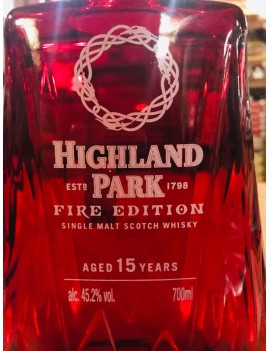 HIGHLAND
ESTD PARK 1798
FIRE EDITION
SINGLE MALT SCOTCH WHISKY
AGED 15 YEARS
alc. 45.2% vol. 700ml